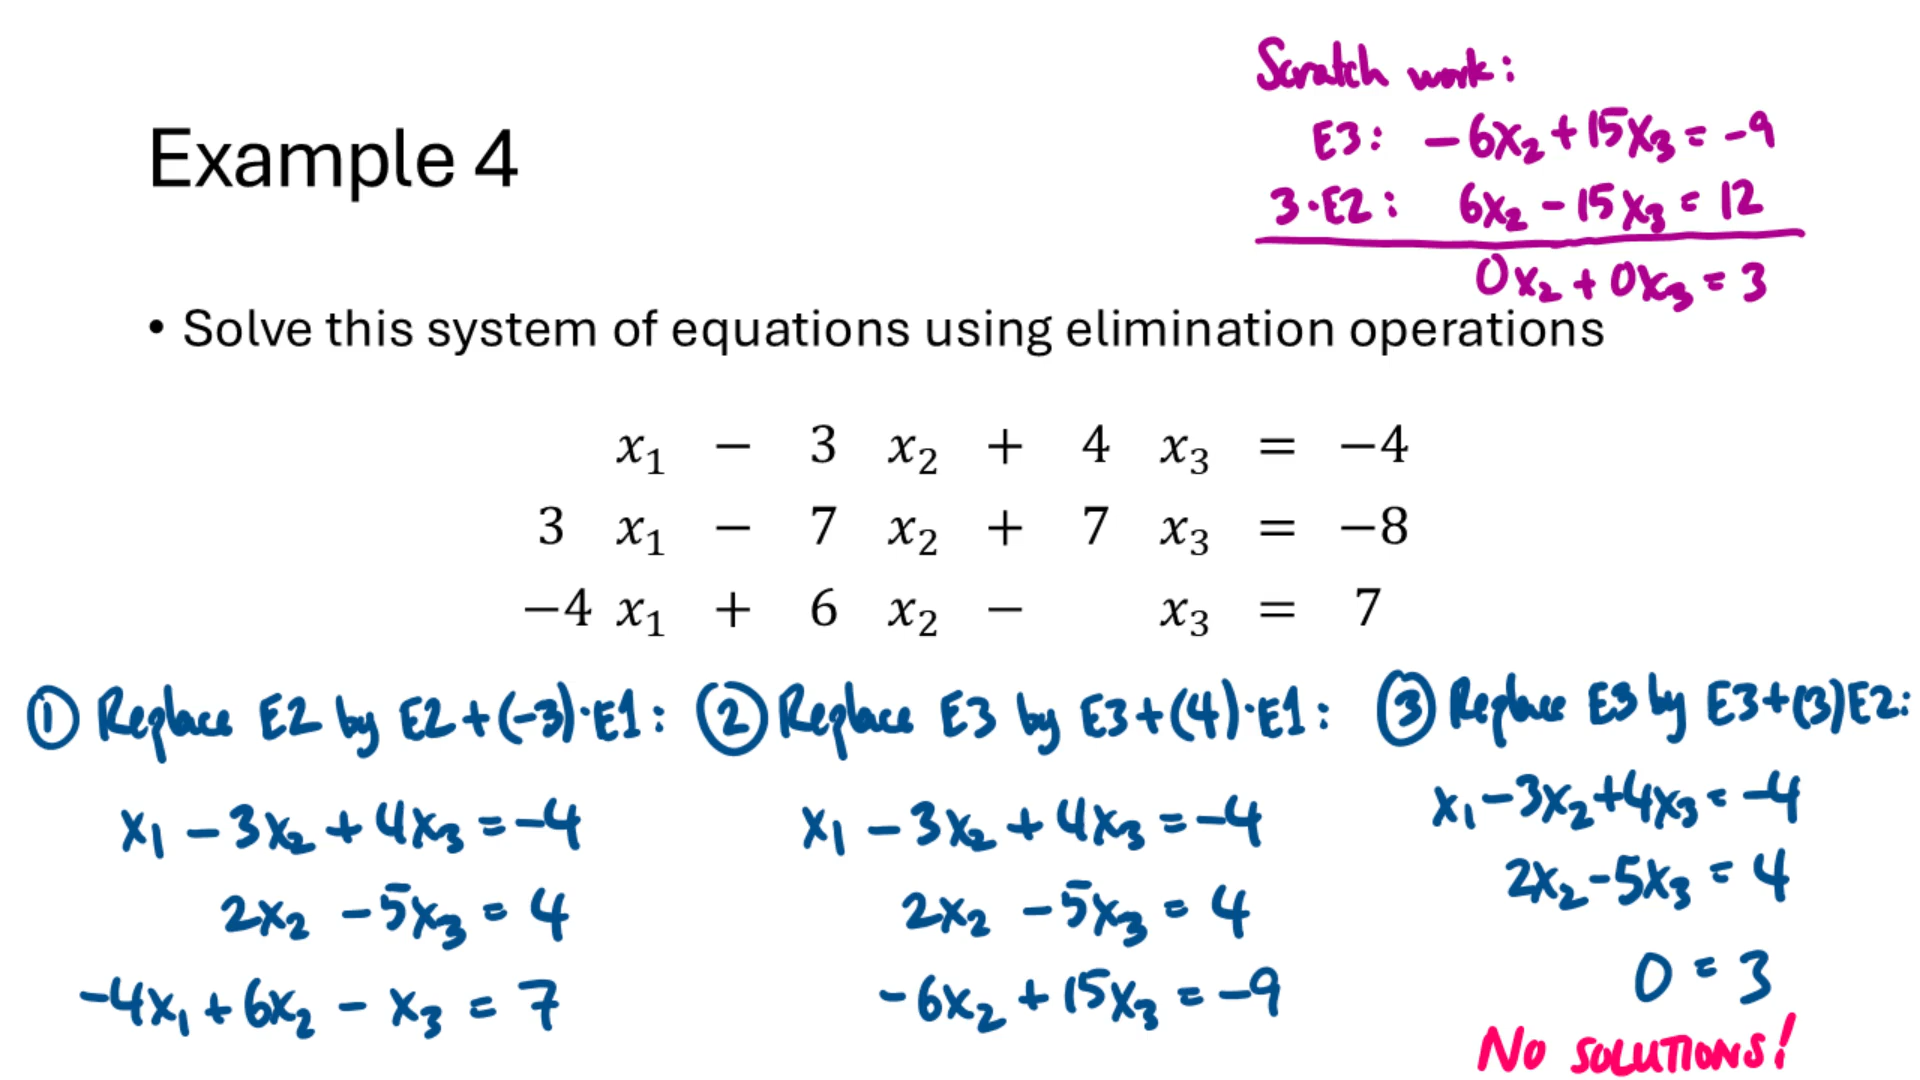 Scratch work:
E3: -6x₂+15x₃=-9
3·E2: 6x₂-15x₃=12
0x₂+0x₃=3
Example 4
• Solve this system of equations using elimination operations
x₁ − 3 x₂ + 4 x₃ = −4
3 x₁ − 7 x₂ + 7 x₃ = −8
−4 x₁ + 6 x₂ − x₃ = 7
① Replace E2 by E2+(-3)·E1:
x₁-3x₂+4x₃=-4
2x₂-5x₃=4
-4x₁+6x₂-x₃=7
② Replace E3 by E3+(4)·E1:
x₁-3x₂+4x₃=-4
2x₂-5x₃=4
-6x₂+15x₃=-9
③ Replace E3 by E3+(3)E2:
x₁-3x₂+4x₃=-4
2x₂-5x₃=4
0=3
NO SOLUTIONS!